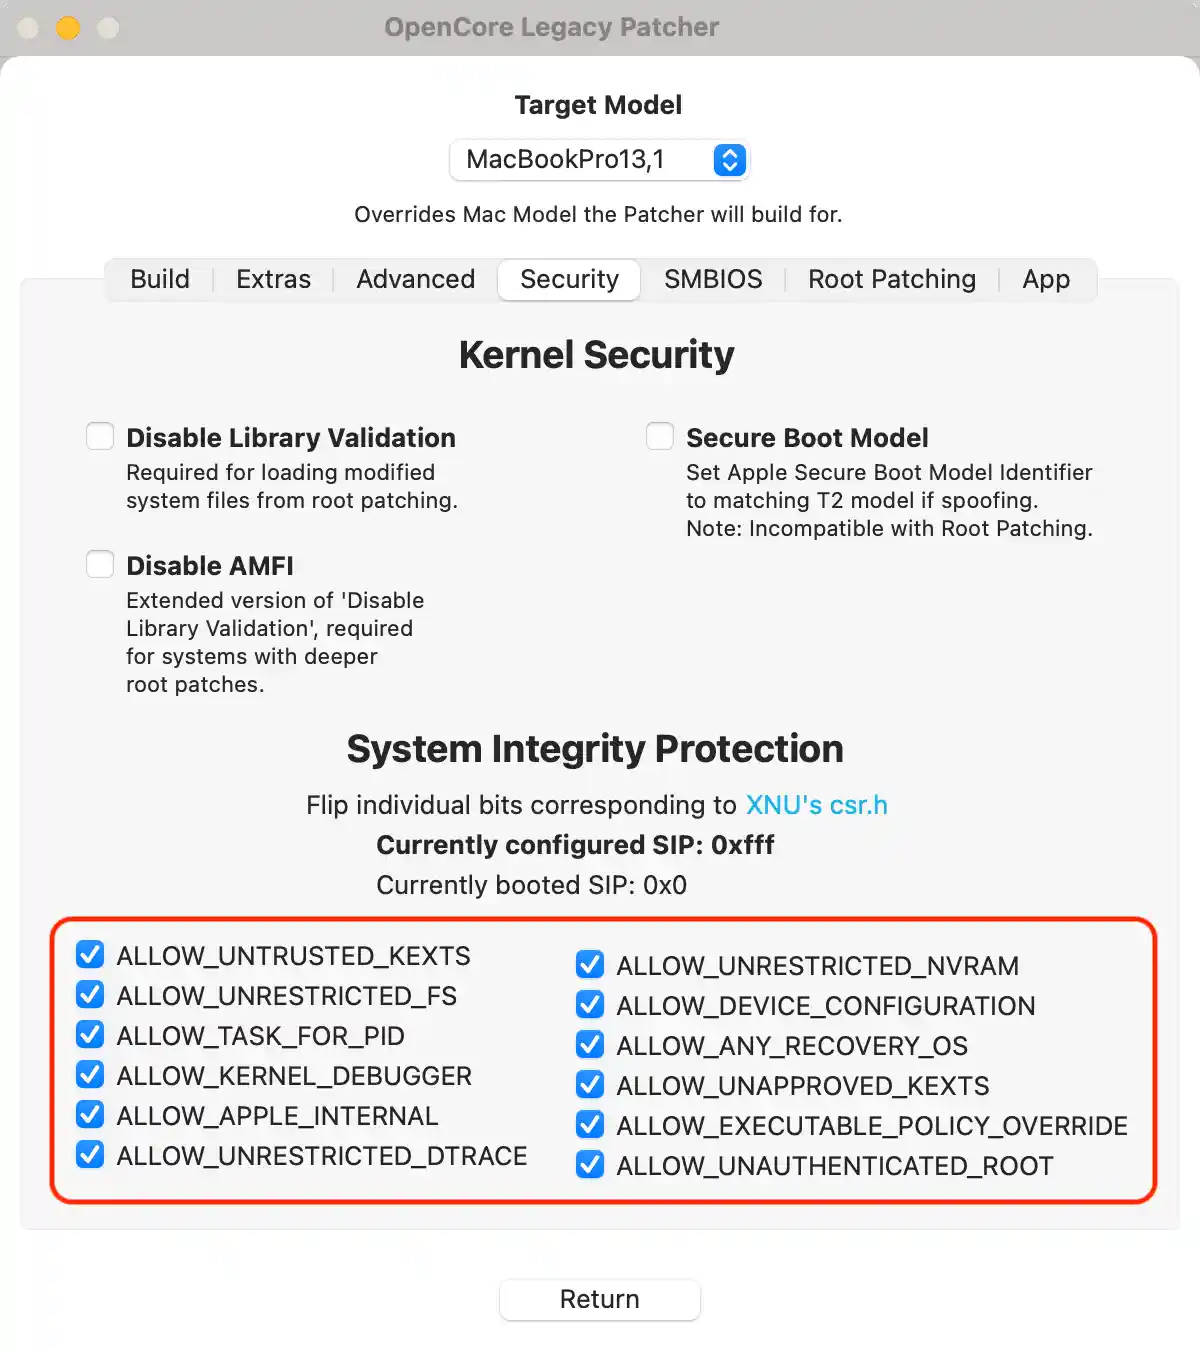 OpenCore Legacy Patcher
Target Model
MacBookPro13,1
Overrides Mac Model the Patcher will build for.
Build Extras Advanced Security SMBIOS Root Patching App
Kernel Security
Disable Library Validation
Required for loading modified
system files from root patching.
Secure Boot Model
Set Apple Secure Boot Model Identifier
to matching T2 model if spoofing.
Note: Incompatible with Root Patching.
Disable AMFI
Extended version of 'Disable
Library Validation', required
for systems with deeper
root patches.
System Integrity Protection
Flip individual bits corresponding to XNU's csr.h
Currently configured SIP: 0xfff
Currently booted SIP: 0x0
ALLOW_UNTRUSTED_KEXTS
ALLOW_UNRESTRICTED_FS
ALLOW_TASK_FOR_PID
ALLOW_KERNEL_DEBUGGER
ALLOW_APPLE_INTERNAL
ALLOW_UNRESTRICTED_DTRACE
ALLOW_UNRESTRICTED_NVRAM
ALLOW_DEVICE_CONFIGURATION
ALLOW_ANY_RECOVERY_OS
ALLOW_UNAPPROVED_KEXTS
ALLOW_EXECUTABLE_POLICY_OVERRIDE
ALLOW_UNAUTHENTICATED_ROOT
Return